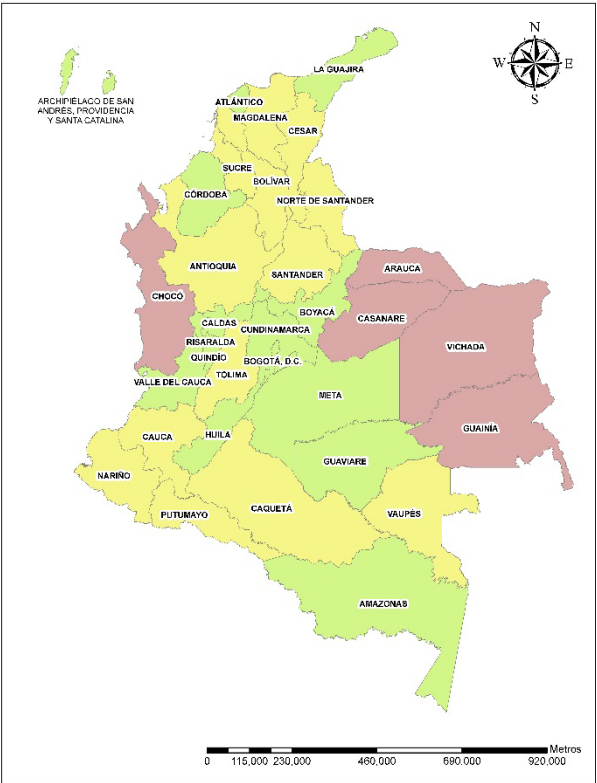 N
W E
S
LA GUAJIRA
ARCHIPIÉLAGO DE SAN
ANDRÉS, PROVIDENCIA
Y SANTA CATALINA
ATLÁNTICO
MAGDALENA
CESAR
SUCRE
BOLÍVAR
CÓRDOBA
NORTE DE SANTANDER
ANTIOQUIA
SANTANDER
ARAUCA
CHOCÓ
BOYACÁ
CASANARE
CALDAS
CUNDINAMARCA
RISARALDA
VICHADA
QUINDÍO
BOGOTÁ, D.C.
TOLIMA
VALLE DEL CAUCA
META
GUAINÍA
CAUCA
HUILA
GUAVIARE
NARIÑO
CAQUETÁ
PUTUMAYO
VAUPÉS
AMAZONAS
Metros
0 115,000 230,000 460,000 690,000 920,000